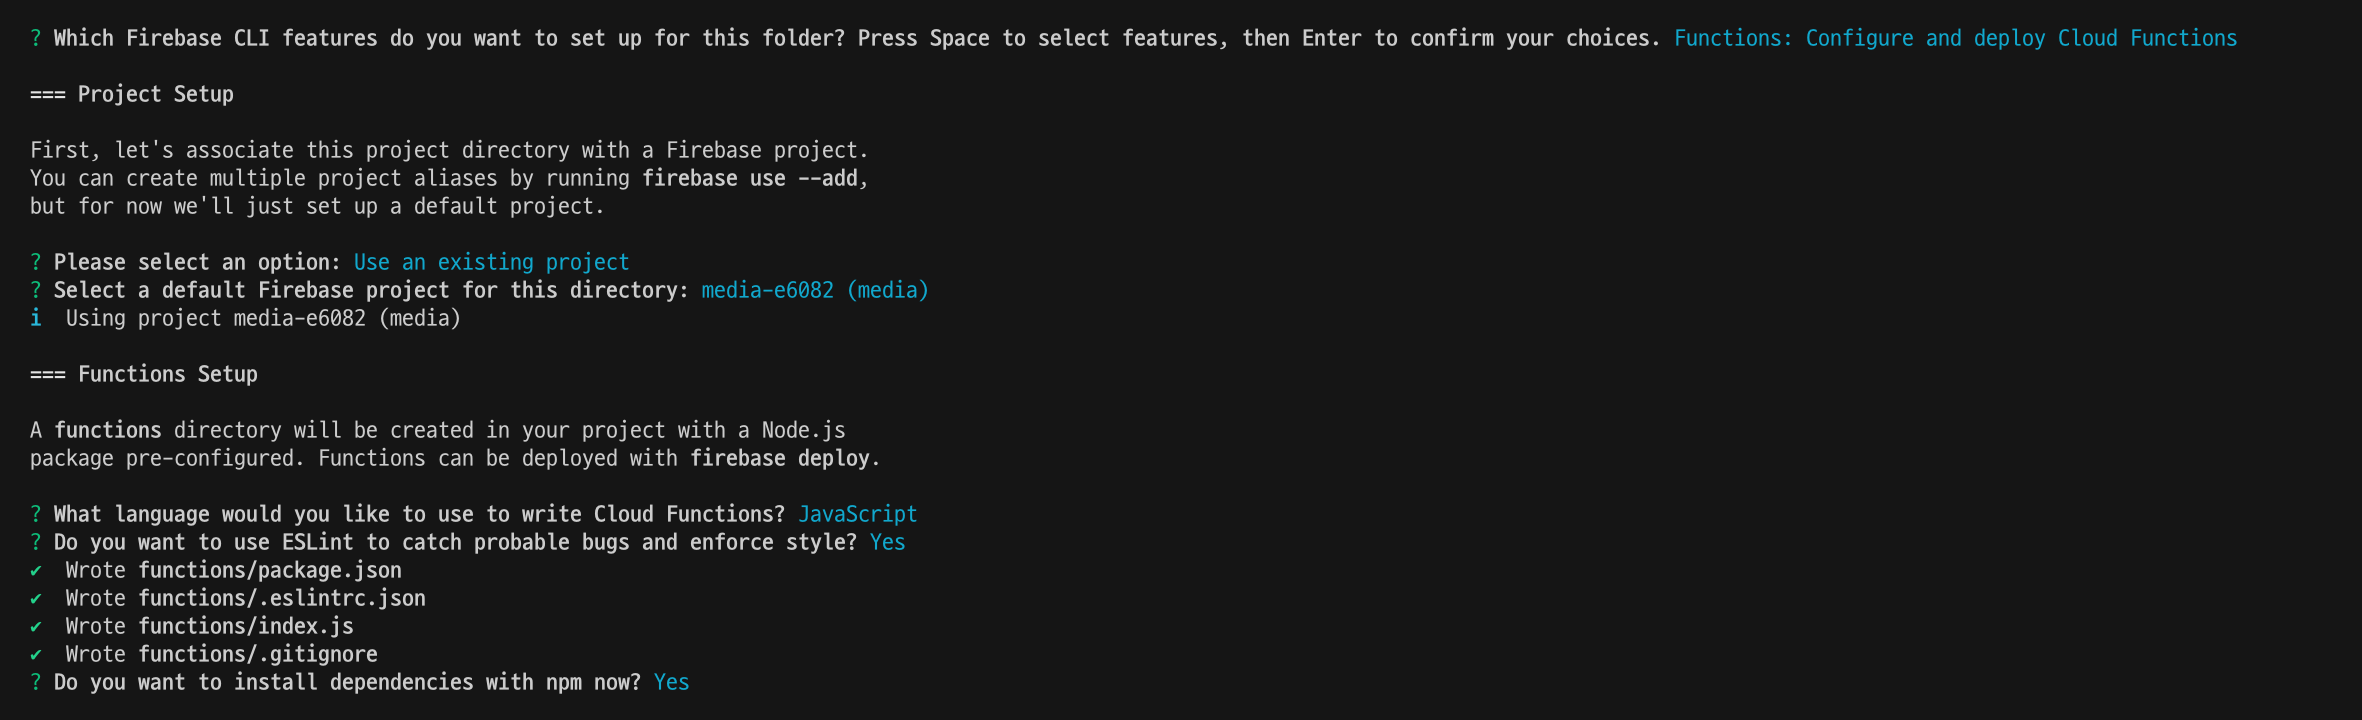 ? Which Firebase CLI features do you want to set up for this folder? Press Space to select features, then Enter to confirm your choices. Functions: Configure and deploy Cloud Functions
=== Project Setup
First, let's associate this project directory with a Firebase project.
You can create multiple project aliases by running firebase use --add,
but for now we'll just set up a default project.
? Please select an option: Use an existing project
? Select a default Firebase project for this directory: media-e6082 (media)
i  Using project media-e6082 (media)
=== Functions Setup
A functions directory will be created in your project with a Node.js
package pre-configured. Functions can be deployed with firebase deploy.
? What language would you like to use to write Cloud Functions? JavaScript
? Do you want to use ESLint to catch probable bugs and enforce style? Yes
✔  Wrote functions/package.json
✔  Wrote functions/.eslintrc.json
✔  Wrote functions/index.js
✔  Wrote functions/.gitignore
? Do you want to install dependencies with npm now? Yes